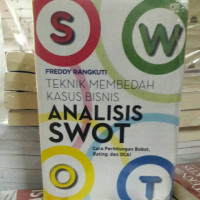 S W
FREDDY RANGKUTI
TEKNIK MEMBEDAH
KASUS BISNIS
ANALISIS
SWOT
Cara Perhitungan Bobot,
Rating, dan OCAI
O T